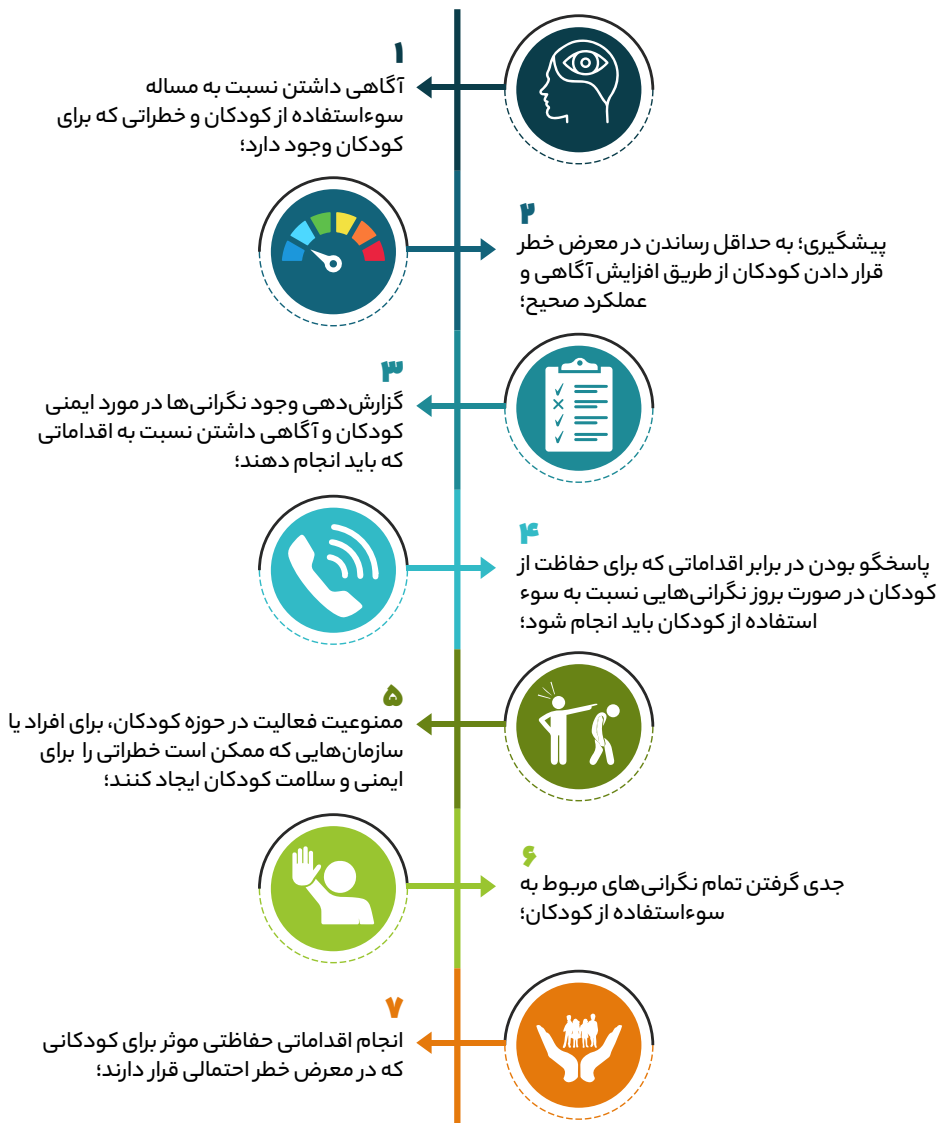 ۱
آگاهی داشتن نسبت به مساله
سوءاستفاده از کودکان و خطراتی که برای
کودکان وجود دارد؛
۲
پیشگیری؛ به حداقل رساندن در معرض خطر
قرار دادن کودکان از طریق افزایش آگاهی و
عملکرد صحیح؛
۳
گزارش‌دهی وجود نگرانی‌ها در مورد ایمنی
کودکان و آگاهی داشتن نسبت به اقداماتی
که باید انجام دهند؛
۴
پاسخگو بودن در برابر اقداماتی که برای حفاظت از
کودکان در صورت بروز نگرانی‌هایی نسبت به سوء
استفاده از کودکان باید انجام شود؛
۵
ممنوعیت فعالیت در حوزه کودکان، برای افراد یا
سازمان‌هایی که ممکن است خطراتی را برای
ایمنی و سلامت کودکان ایجاد کنند؛
۶
جدی گرفتن تمام نگرانی‌های مربوط به
سوءاستفاده از کودکان؛
۷
انجام اقداماتی حفاظتی موثر برای کودکانی
که در معرض خطر احتمالی قرار دارند؛